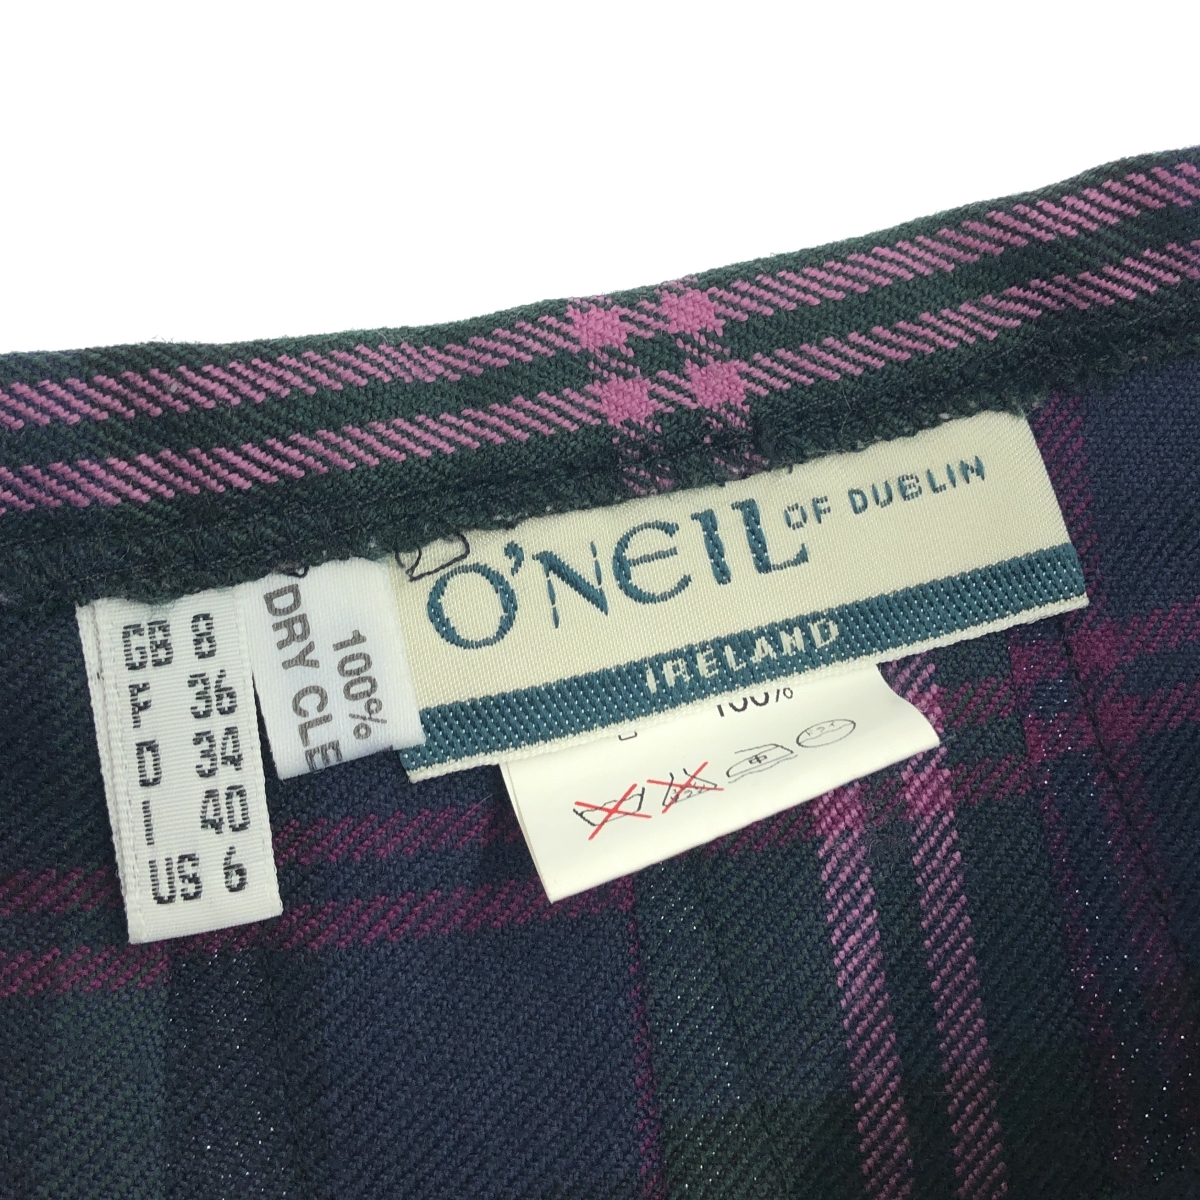 O'NEIL OF DUBLIN
IRELAND
GB 8
F 36
D 34
I 40
US 6
100%
DRY CLE
100%